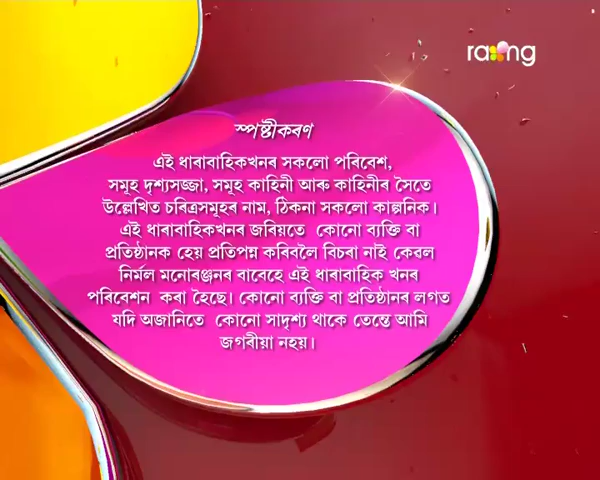 rang
স্পষ্টীকৰণ
এই ধাৰাবাহিকখনৰ সকলো পৰিবেশ,
সমূহ দৃশ্যসজ্জা, সমূহ কাহিনী আৰু কাহিনীৰ সৈতে
উল্লেখিত চৰিত্ৰসমূহৰ নাম, ঠিকনা সকলো কাল্পনিক।
এই ধাৰাবাহিকখনৰ জৰিয়তে কোনো ব্যক্তি বা
প্ৰতিষ্ঠানক হেয় প্ৰতিপন্ন কৰিবলৈ বিচৰা নাই কেৱল
নিৰ্মল মনোৰঞ্জনৰ বাবেহে এই ধাৰাবাহিক খনৰ
পৰিবেশন কৰা হৈছে। কোনো ব্যক্তি বা প্ৰতিষ্ঠানৰ লগত
যদি অজানিতে কোনো সাদৃশ্য থাকে তেন্তে আমি
জগৰীয়া নহয়।